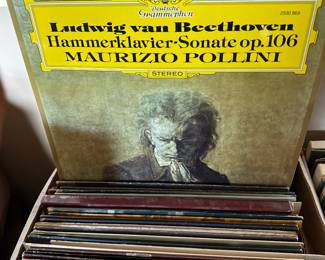 Deutsche
Grammophon
2530 869
Ludwig van Beethoven
Hammerklavier-Sonate op.106
MAURIZIO POLLINI
STEREO